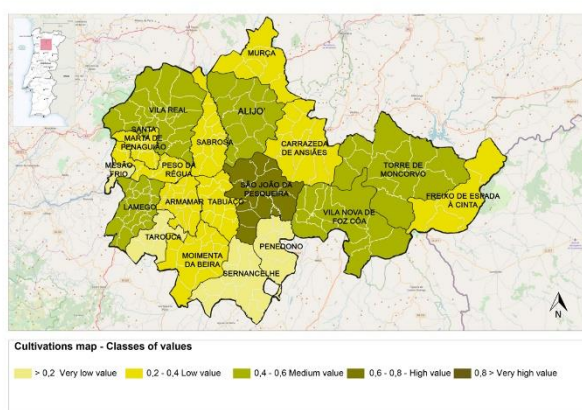 MURÇA
VILA REAL
ALIJO'
SANTA
MARTA DE
PENAGUIÃO
SABROSA
CARRAZEDA
DE ANSIÃES
MESÃO
FRIO
PESO DA
RÉGUA
TORRE DE
MONCORVO
SÃO JOÃO DA
PESQUEIRA
LAMEGO
ARMAMAR
TABUAÇO
FREIXO DE ESPADA
À CINTA
VILA NOVA DE
FOZ CÔA
TAROUCA
PENEDONO
MOIMENTA
DA BEIRA
SERNANCELHE
N
Cultivations map - Classes of values
> 0,2 Very low value
0,2 - 0,4 Low value
0,4 - 0,6 Medium value
0,6 - 0,8 - High value
0,8 > Very high value